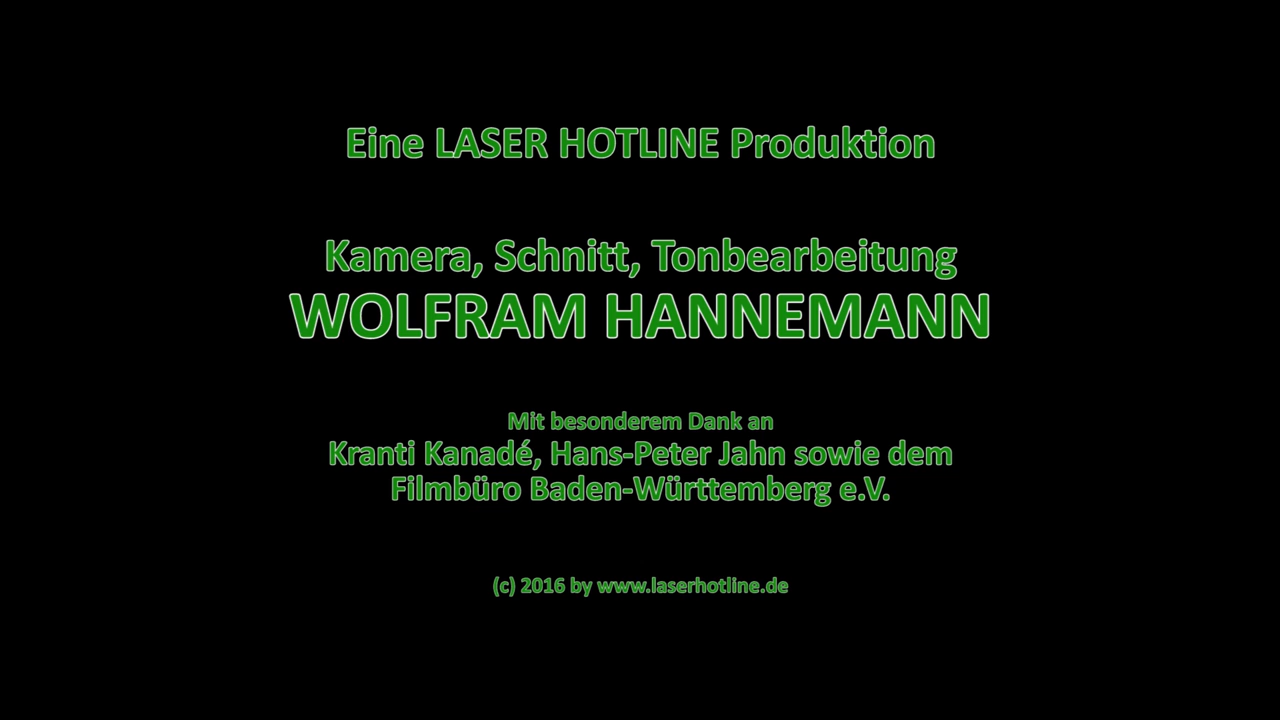 Eine LASER HOTLINE Produktion
Kamera, Schnitt, Tonbearbeitung
WOLFRAM HANNEMANN
Mit besonderem Dank an
Kranti Kanadé, Hans-Peter Jahn sowie dem
Filmbüro Baden-Württemberg e.V.
(c) 2016 by www.laserhotline.de